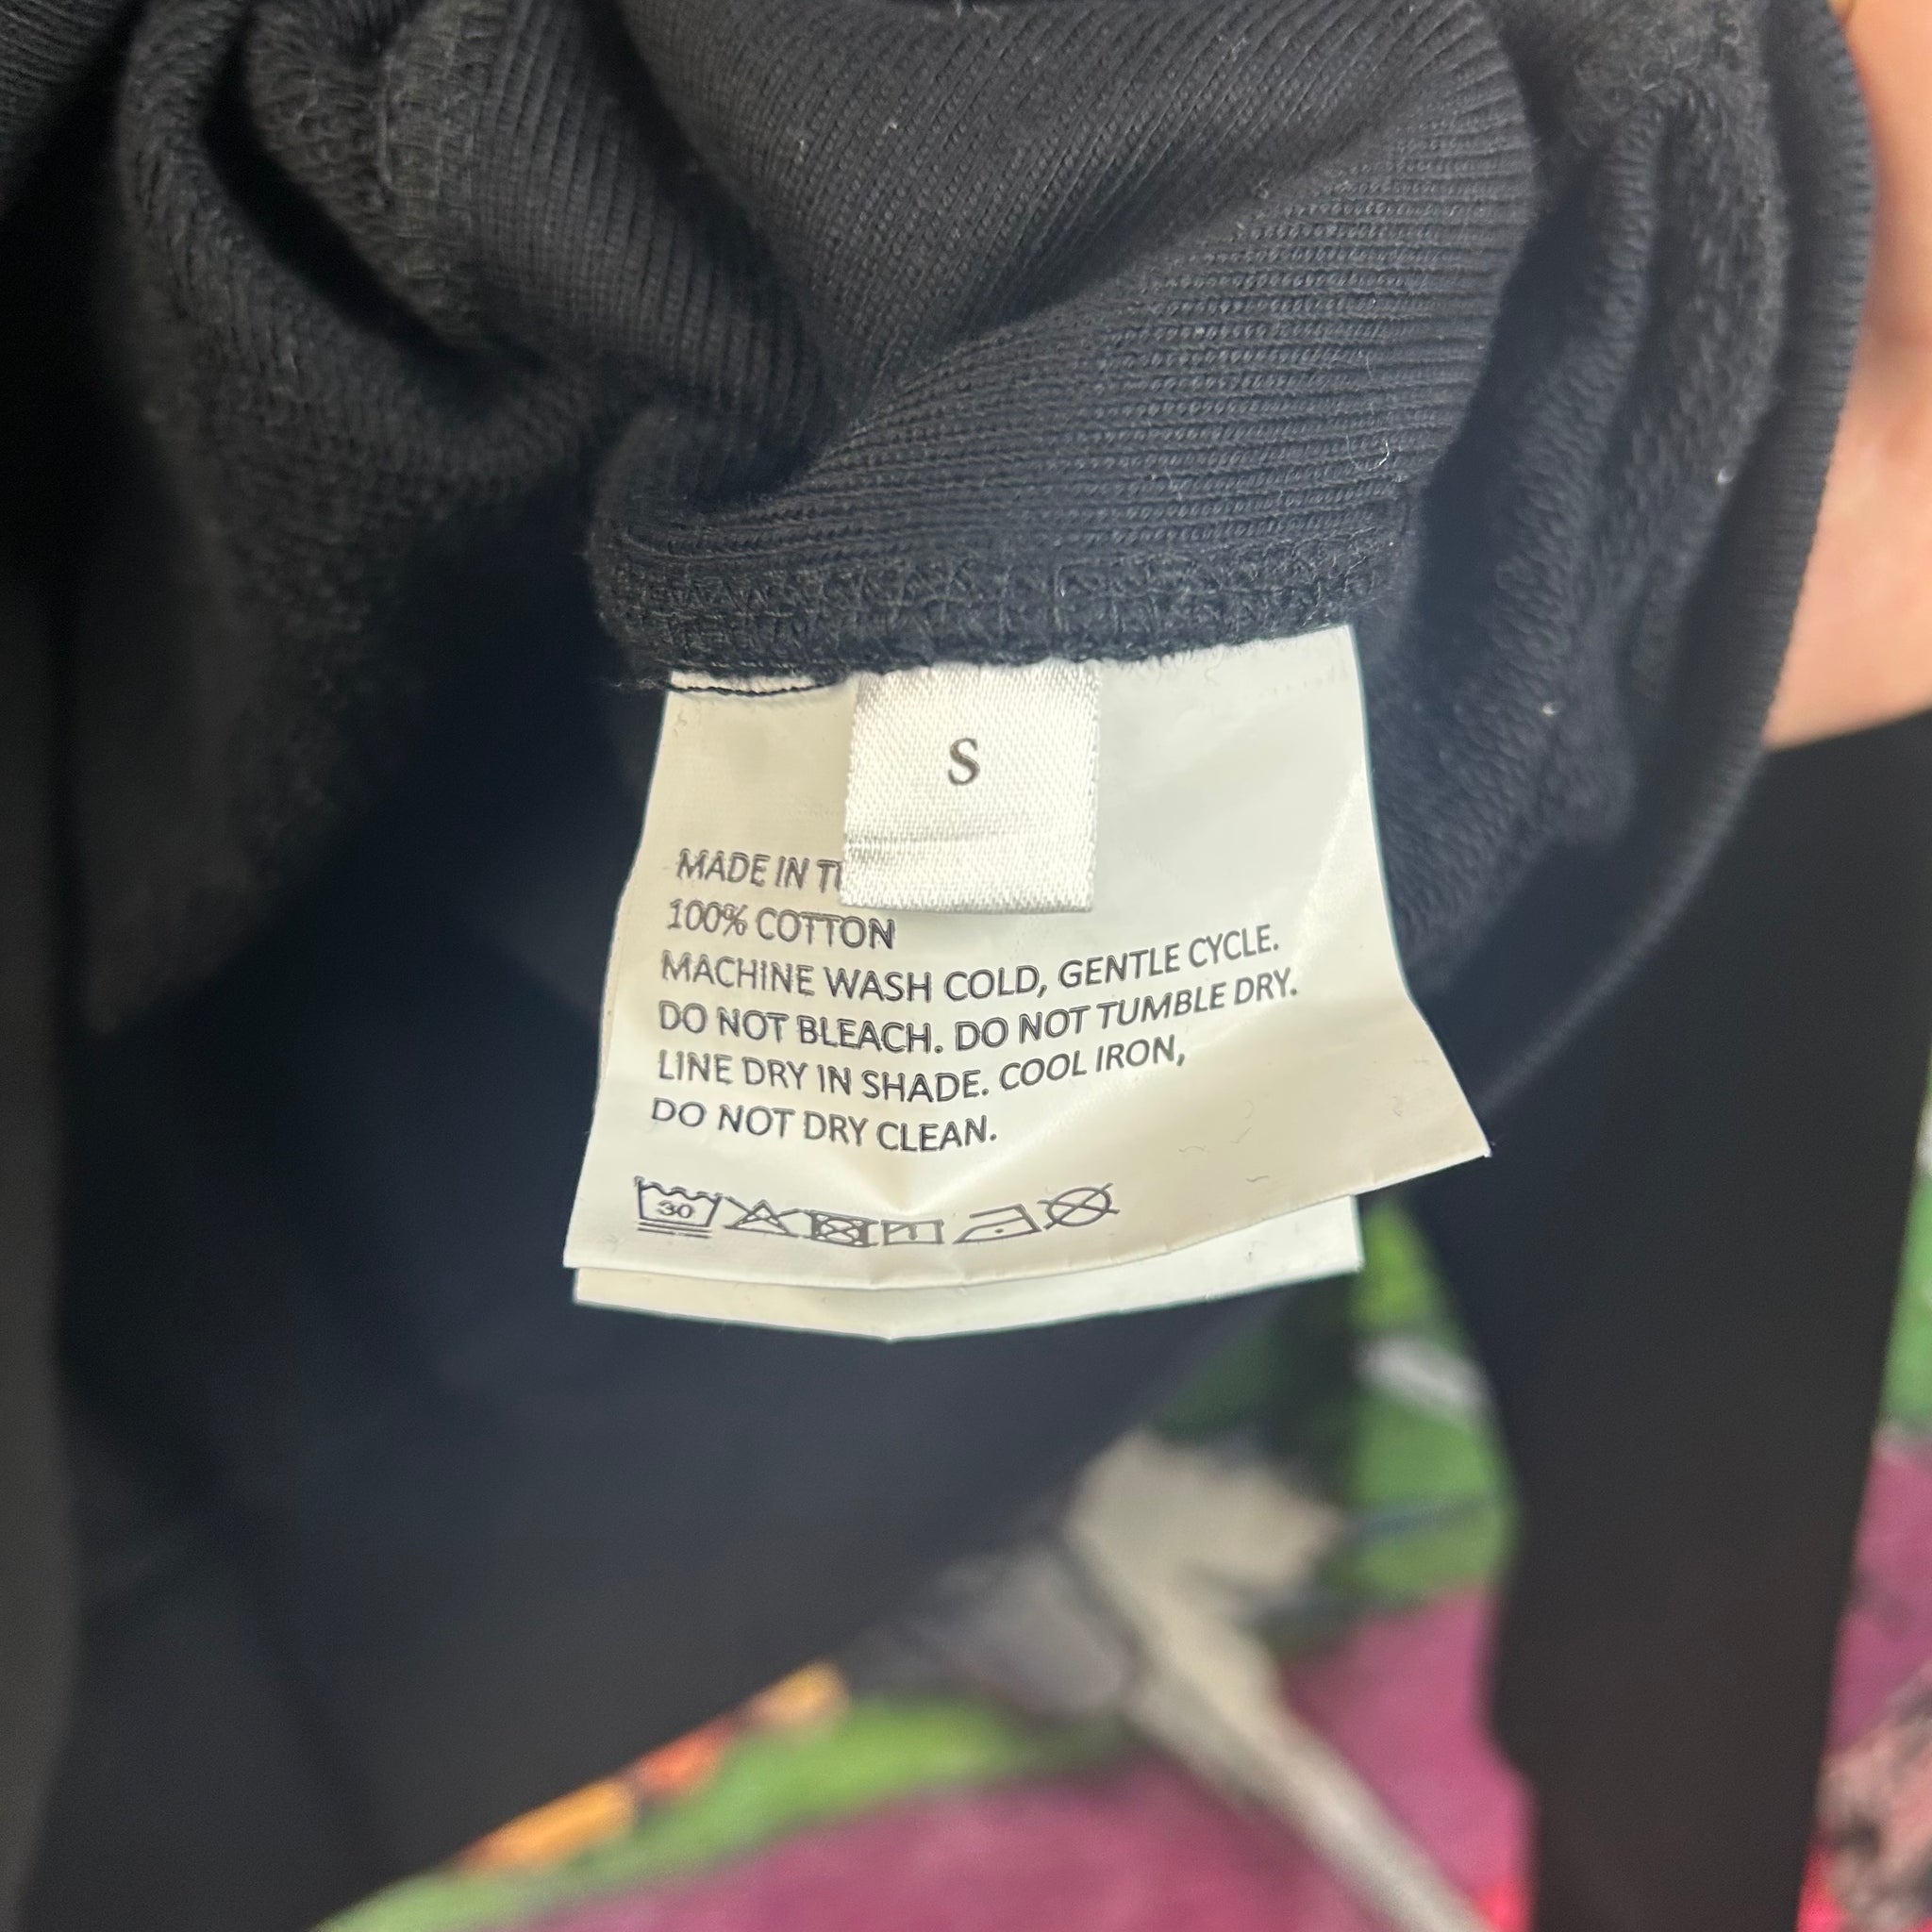 S
MADE IN TU
100% COTTON
MACHINE WASH COLD, GENTLE CYCLE.
DO NOT BLEACH. DO NOT TUMBLE DRY.
LINE DRY IN SHADE. COOL IRON,
DO NOT DRY CLEAN.
30